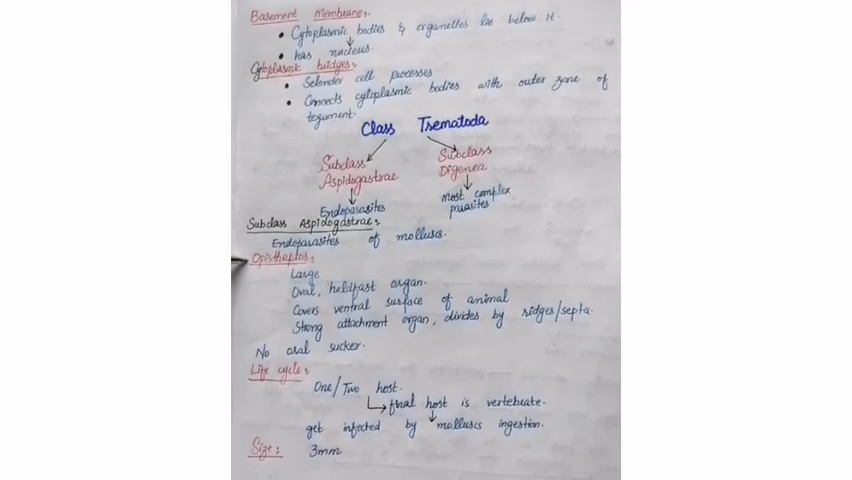 Basement Membrane:
• Cytoplasmic bodies & organelles lie below it.
• has nucleus.
Cytoplasmic bridges:
• Selender cell processes
• Connects cytoplasmic bodies with outer zone of
tegument.
Class Trematoda
Subclass Aspidogastrae
Subclass Digenea
Endoparasites
most complex parasites
Subclass Aspidogastrae:
Endoparasites of molluscs.
Opisthaptos:
Large
Oval, holdfast organ.
Covers ventral surface of animal
Strong attachment organ, divides by ridges/septa.
No oral sucker.
Life cycle:
One/Two host.
final host is vertebrate.
get infected by molluscs ingestion.
Size: 3mm